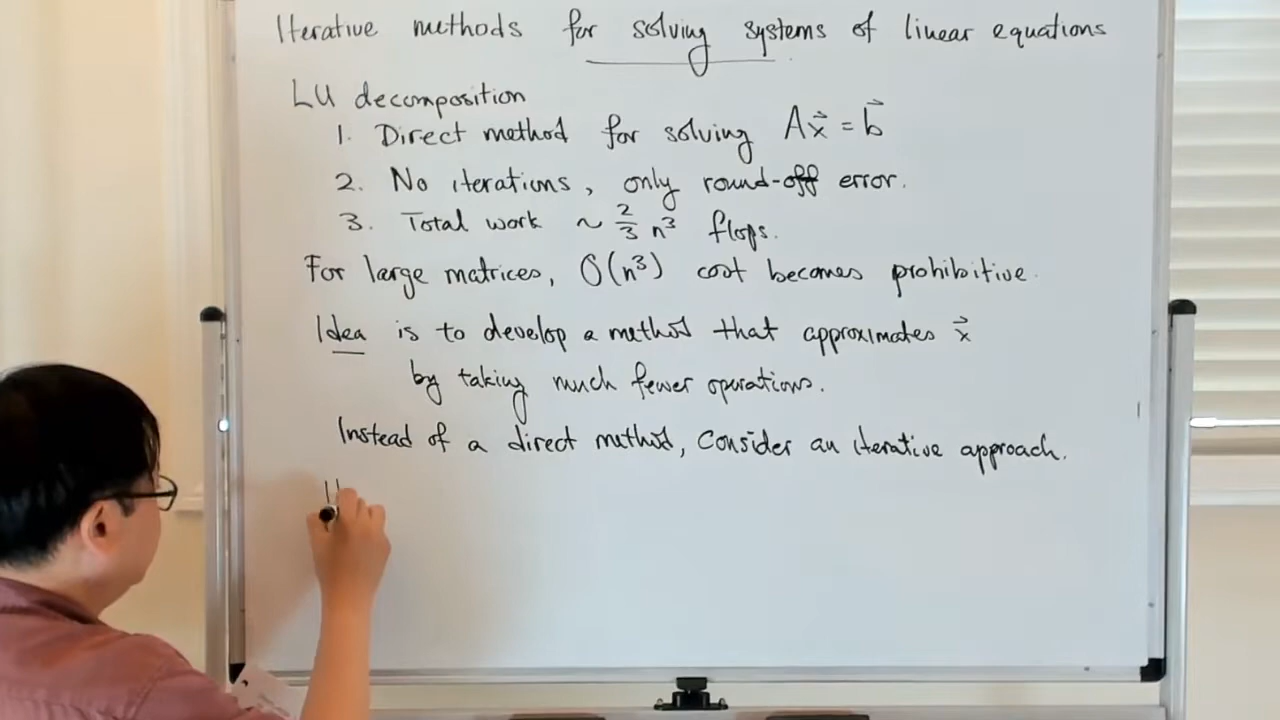 Iterative methods for solving systems of linear equations
LU decomposition
1. Direct method for solving Ax⃗ = b⃗
2. No iterations, only round-off error.
3. Total work ~ 2/3 n³ flops.
For large matrices, O(n³) cost becomes prohibitive.
Idea is to develop a method that approximates x⃗
by taking much fewer operations.
Instead of a direct method, consider an iterative approach.